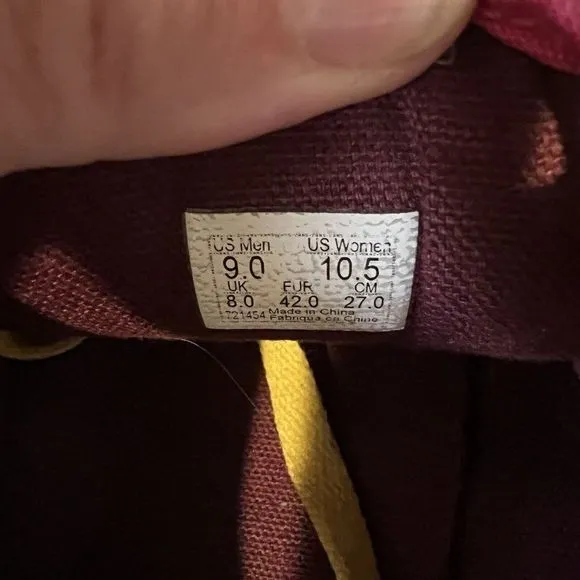 US Men US Women
9.0 10.5
UK EUR CM
8.0 42.0 27.0
721454 Made in China
Fabriqua en Chine